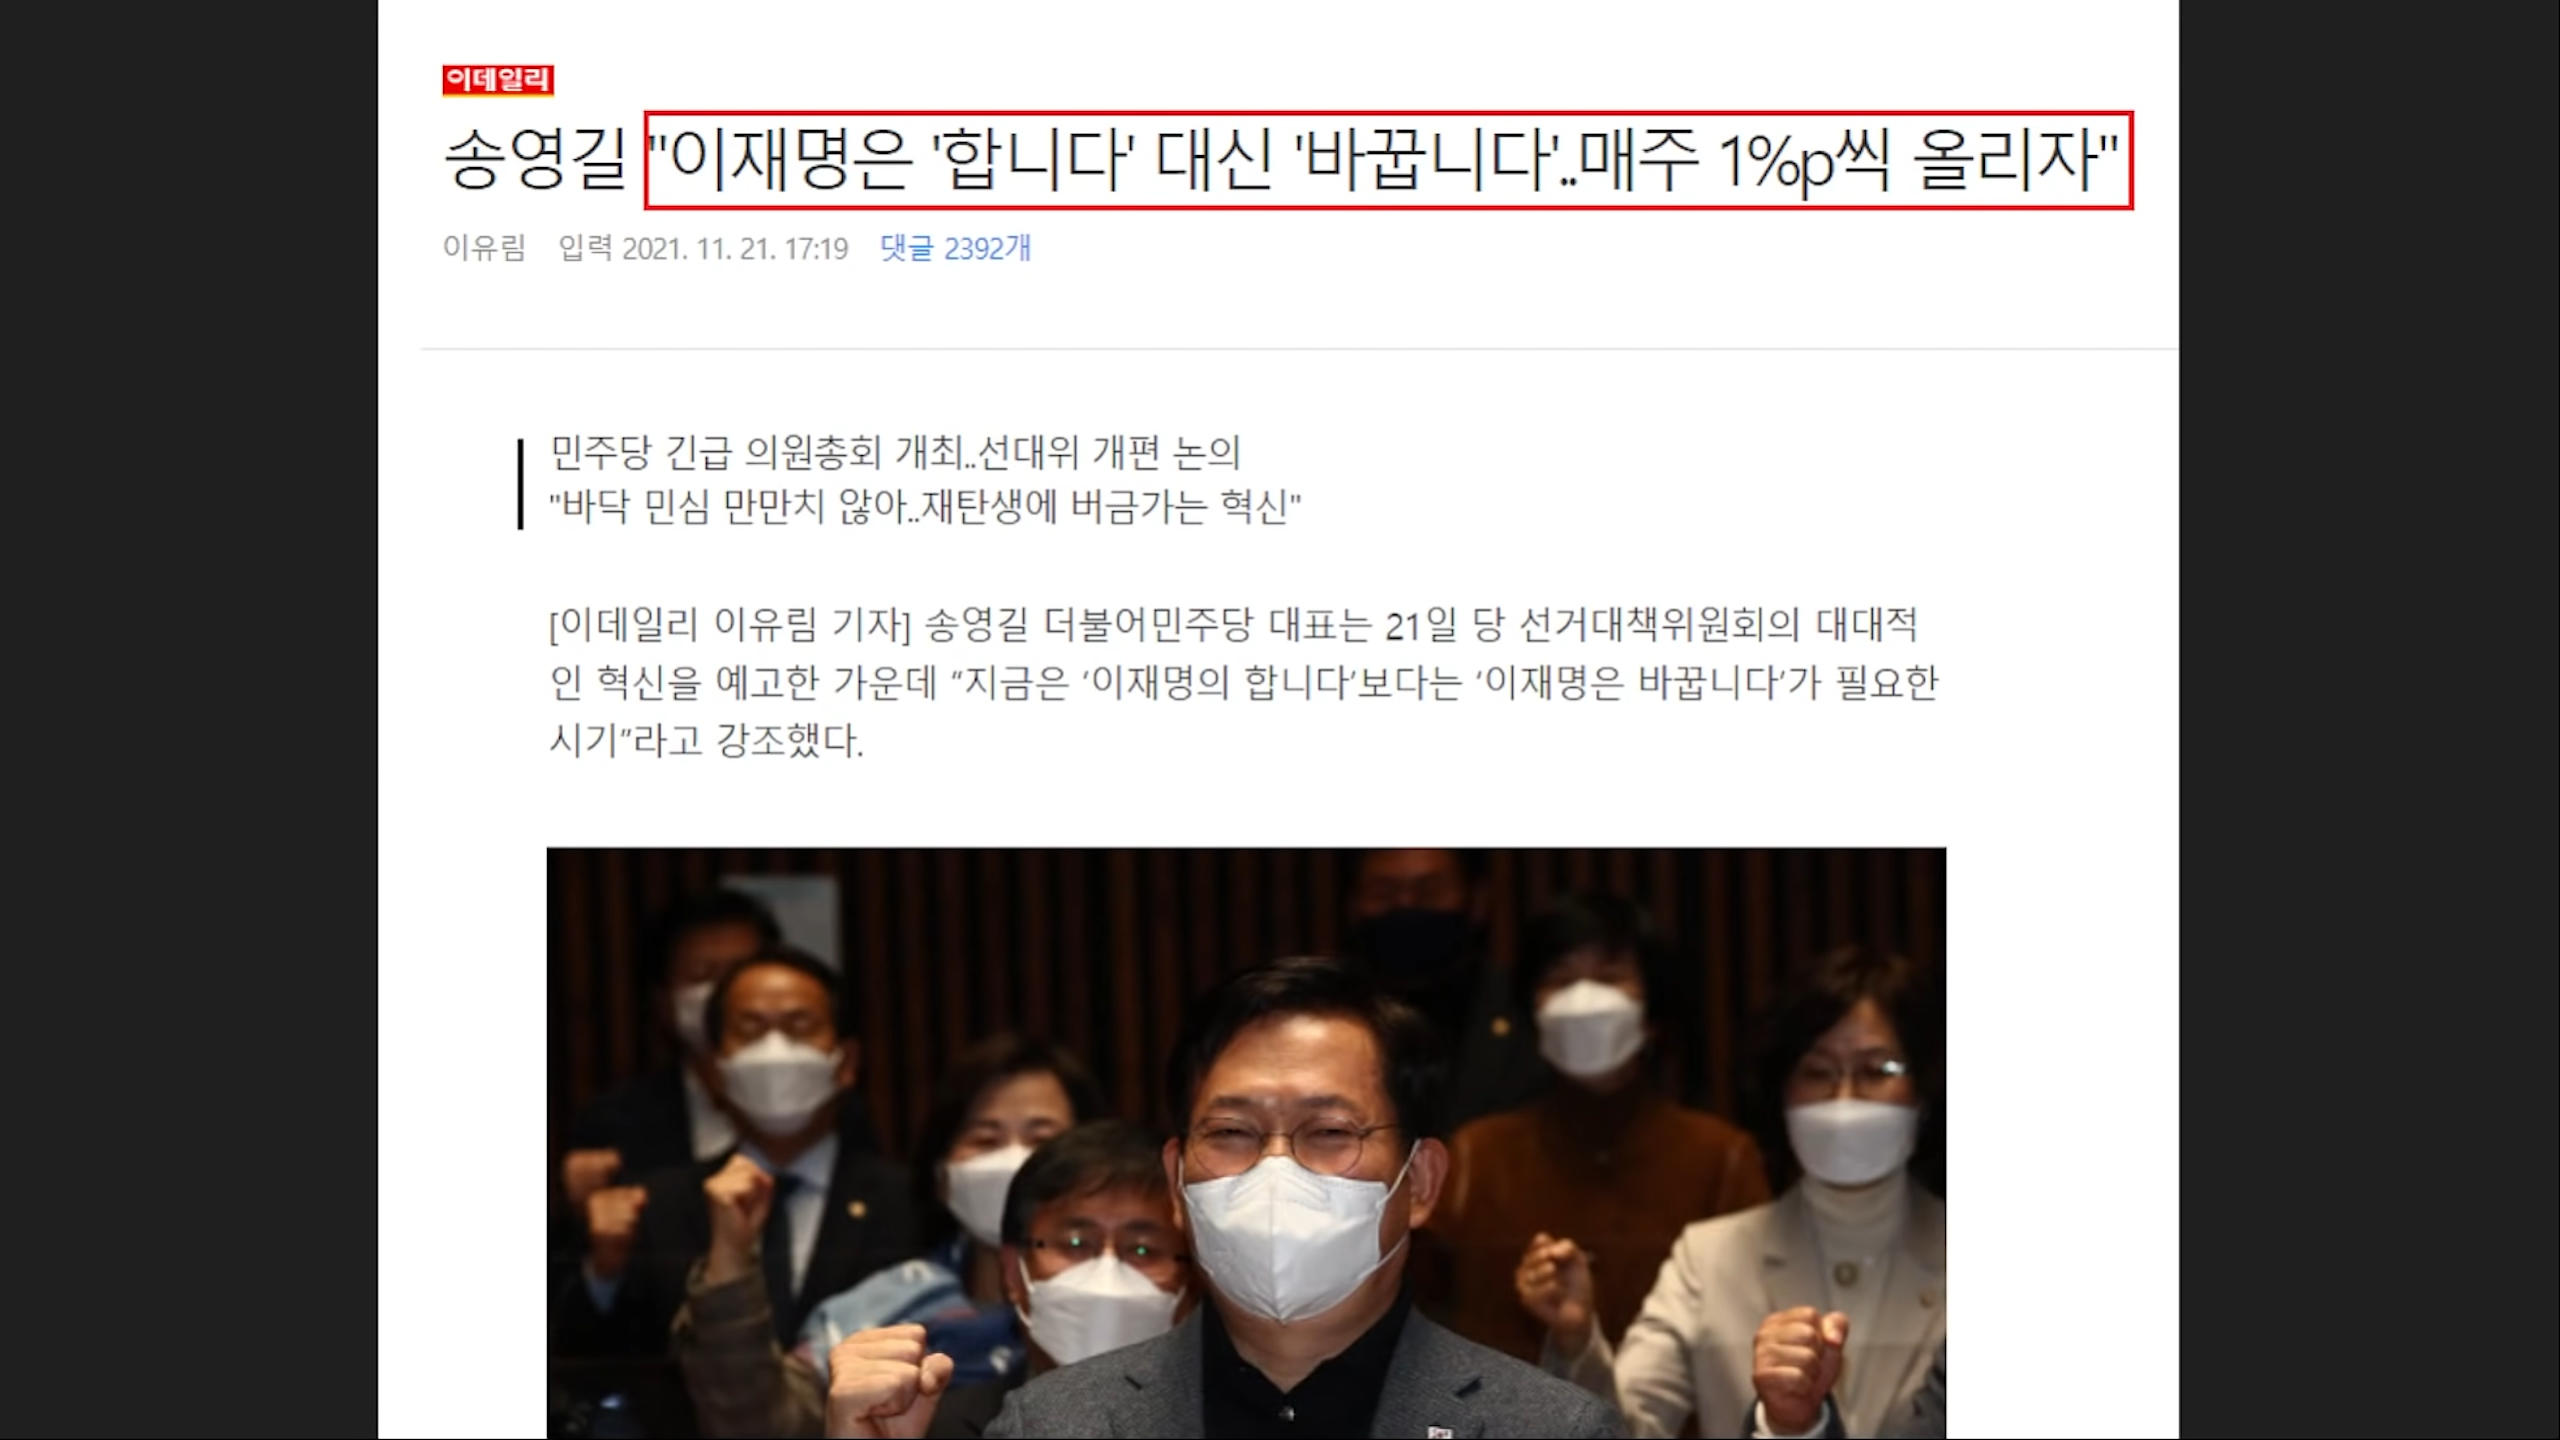 이데일리
송영길 "이재명은 '합니다' 대신 '바꿉니다'..매주 1%p씩 올리자"
이유림 입력 2021. 11. 21. 17:19 댓글 2392개
민주당 긴급 의원총회 개최..선대위 개편 논의
"바닥 민심 만만치 않아..재탄생에 버금가는 혁신"
[이데일리 이유림 기자] 송영길 더불어민주당 대표는 21일 당 선거대책위원회의 대대적
인 혁신을 예고한 가운데 “지금은 ‘이재명의 합니다’보다는 ‘이재명은 바꿉니다’가 필요한
시기”라고 강조했다.